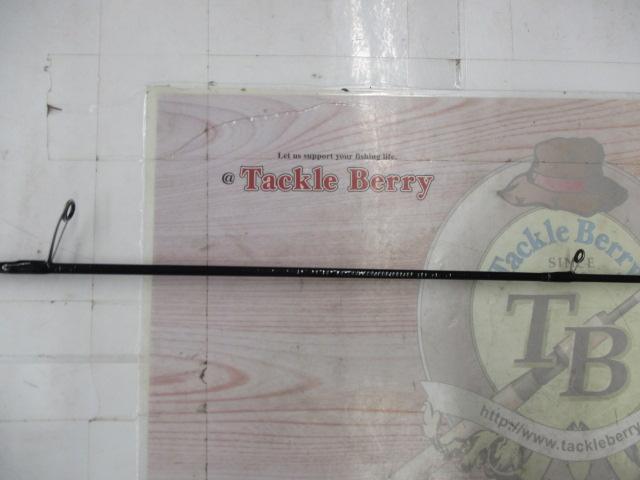 Let us support your fishing life.
@ Tackle Berry
Tackle Berry
SINCE
TB
http://www.tackleberry